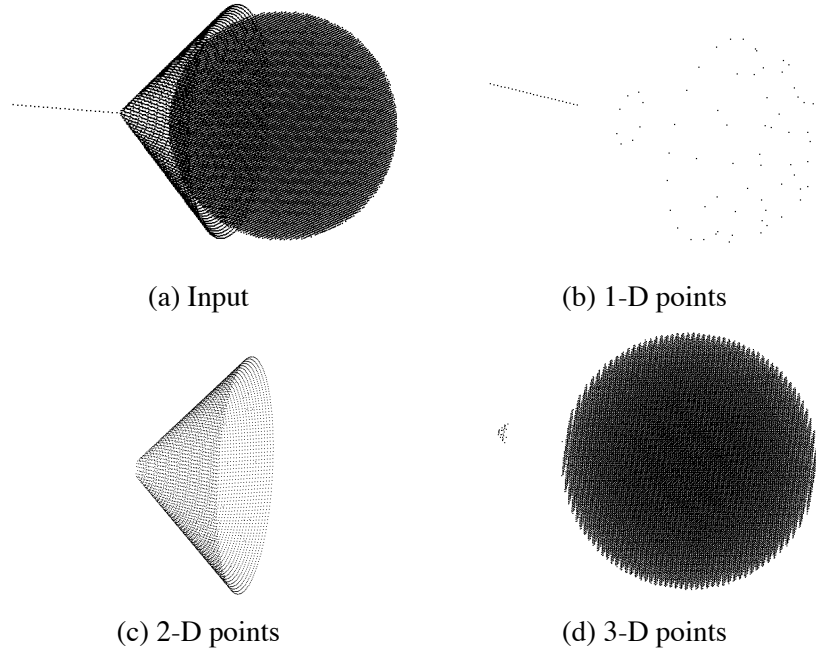 (a) Input
(b) 1-D points
(c) 2-D points
(d) 3-D points